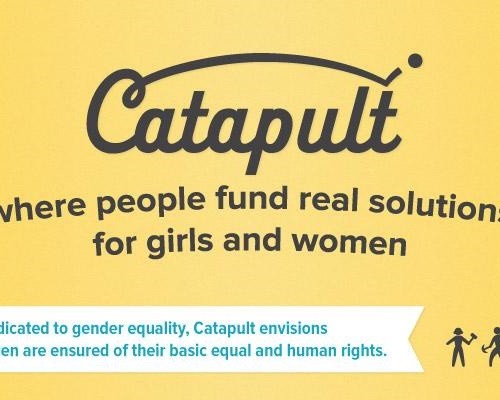 Catapult
where people fund real solutions
for girls and women
dicated to gender equality, Catapult envisions
en are ensured of their basic equal and human rights.